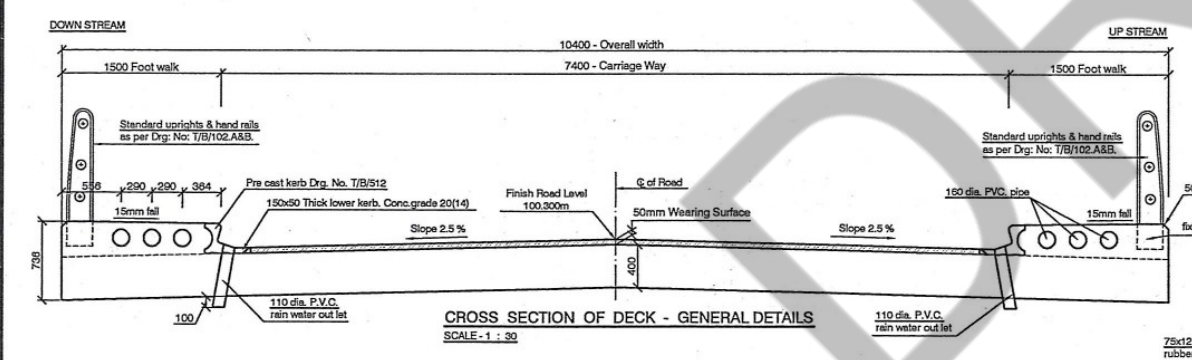 DOWN STREAM
UP STREAM
10400 - Overall width
1500 Foot walk
7400 - Carriage Way
1500 Foot walk
Standard uprights & hand rails
as per Drg: No: T/B/102.A&B.
Standard uprights & hand rails
as per Drg: No: T/B/102.A&B.
556
290
290
364
Pre cast kerb Drg. No. T/B/512
150x50 Thick lower kerb. Conc.grade 20(14)
15mm fall
Finish Road Level
100.300m
℄ of Road
50mm Wearing Surface
160 dia. PVC. pipe
15mm fall
Slope 2.5 %
Slope 2.5 %
736
400
100
110 dia. P.V.C.
rain water out let
110 dia. P.V.C.
rain water out let
CROSS SECTION OF DECK - GENERAL DETAILS
SCALE - 1 : 30
75x12
rubbe